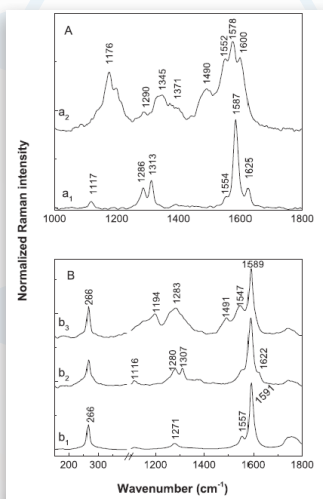 A
1176
1290
1345
1371
1490
1552
1578
1600
a2
1587
1117
1286
1313
1554
1625
a1
1000 1200 1400 1600 1800
Normalized Raman intensity
B
266
1194
1283
1491
1547
1589
b3
1116
1280
1307
1622
b2
266
1271
1557
1591
b1
200 300 1200 1400 1600 1800
Wavenumber (cm-1)